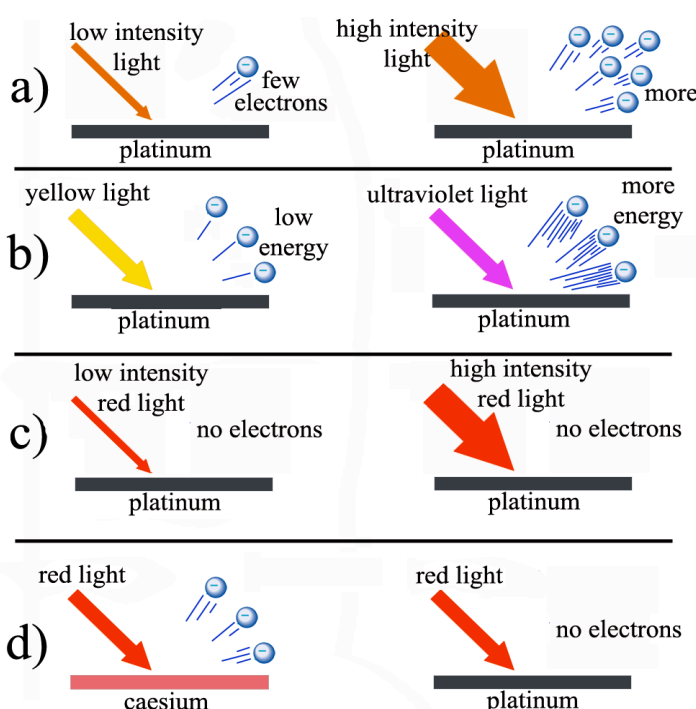 a)
low intensity
light
few
electrons
platinum
high intensity
light
more
platinum
b)
yellow light
low
energy
platinum
ultraviolet light
more
energy
platinum
c)
low intensity
red light
no electrons
platinum
high intensity
red light
no electrons
platinum
d)
red light
caesium
red light
no electrons
platinum